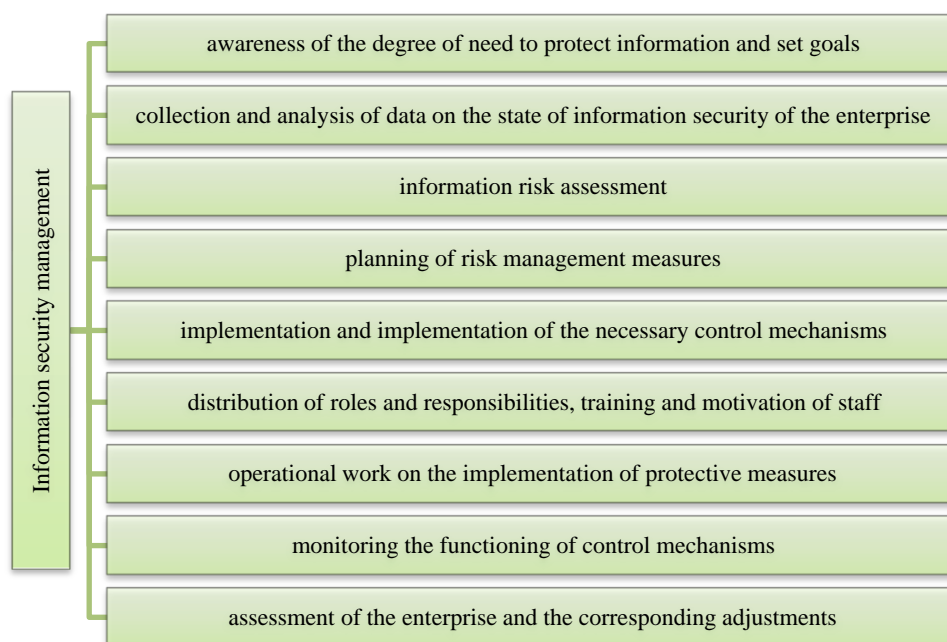 Information security management
awareness of the degree of need to protect information and set goals
collection and analysis of data on the state of information security of the enterprise
information risk assessment
planning of risk management measures
implementation and implementation of the necessary control mechanisms
distribution of roles and responsibilities, training and motivation of staff
operational work on the implementation of protective measures
monitoring the functioning of control mechanisms
assessment of the enterprise and the corresponding adjustments